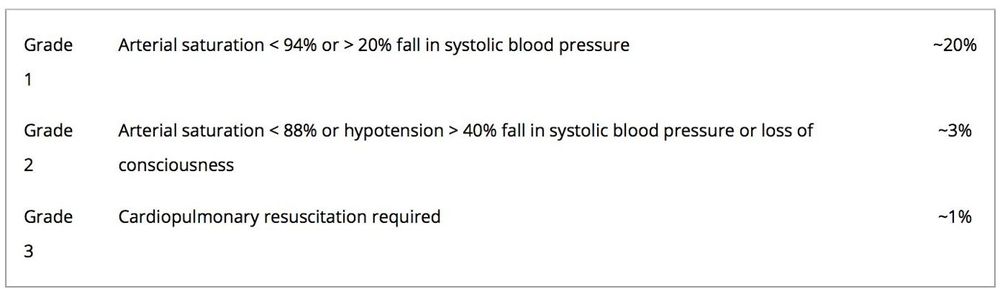 Grade Arterial saturation < 94% or > 20% fall in systolic blood pressure ~20%
1
Grade Arterial saturation < 88% or hypotension > 40% fall in systolic blood pressure or loss of ~3%
2 consciousness
Grade Cardiopulmonary resuscitation required ~1%
3